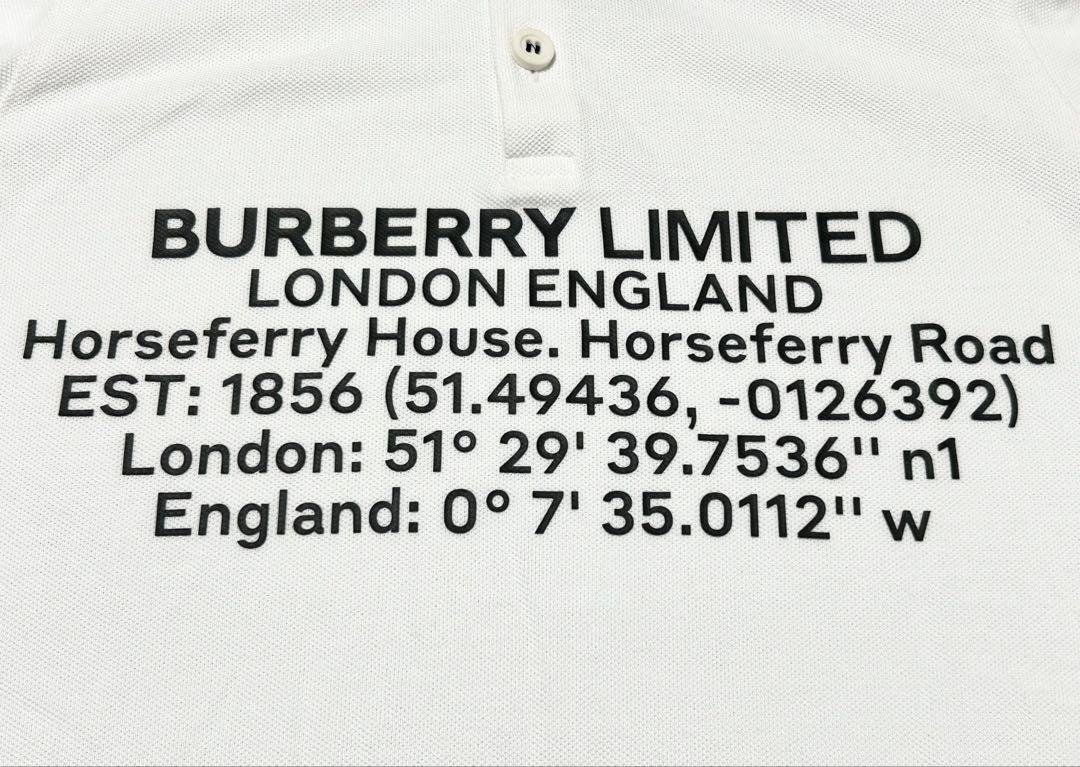 BURBERRY LIMITED
LONDON ENGLAND
Horseferry House. Horseferry Road
EST: 1856 (51.49436, -0126392)
London: 51° 29' 39.7536'' n1
England: 0° 7' 35.0112'' w